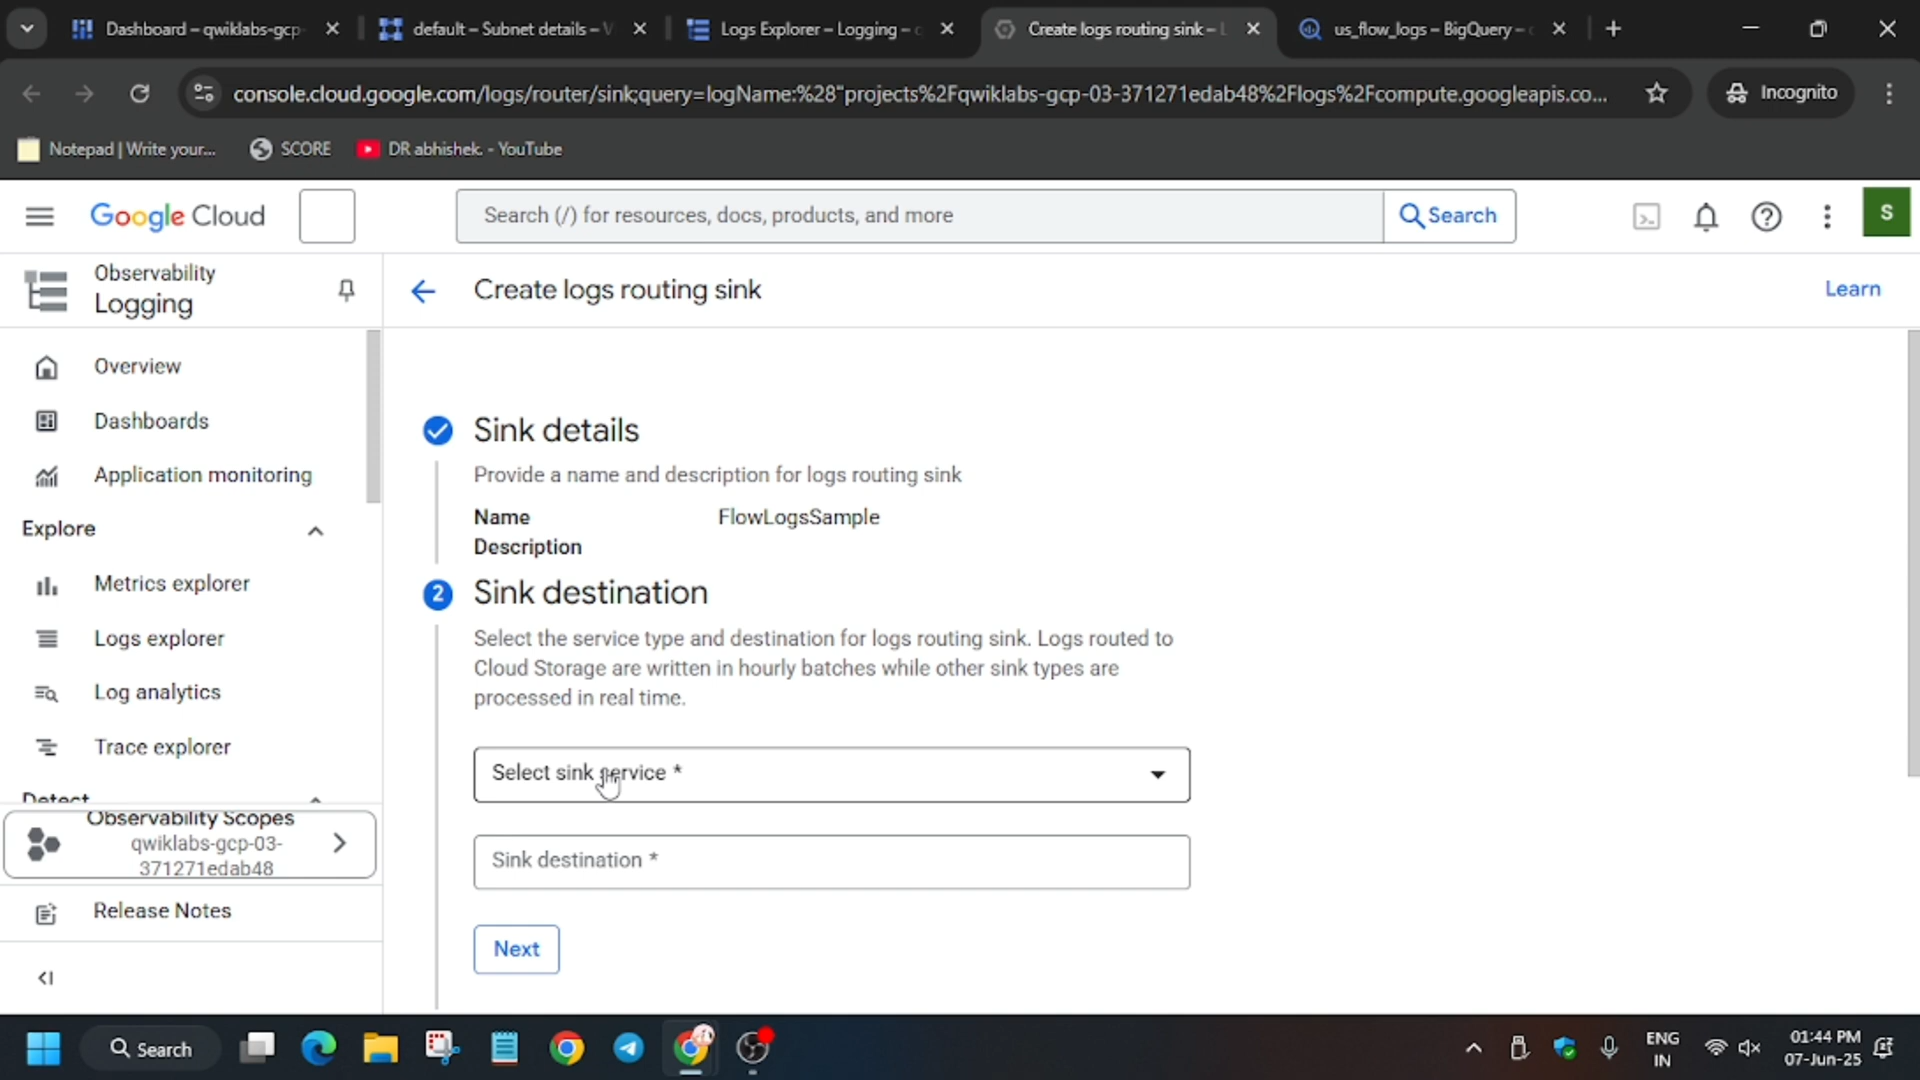 Dashboard – qwiklabs-gcp-
default – Subnet details – V
Logs Explorer – Logging – q
Create logs routing sink – L
us_flow_logs – BigQuery –
console.cloud.google.com/logs/router/sink;query=logName:%28"projects%2Fqwiklabs-gcp-03-371271edab48%2Flogs%2Fcompute.googleapis.co...
Incognito
Notepad | Write your...
SCORE
DR abhishek. - YouTube
Google Cloud
Search (/) for resources, docs, products, and more
Search
S
Observability
Logging
Create logs routing sink
Learn
Overview
Dashboards
Application monitoring
Explore
Metrics explorer
Logs explorer
Log analytics
Trace explorer
Detect
Observability Scopes
qwiklabs-gcp-03-
371271edab48
Release Notes
Sink details
Provide a name and description for logs routing sink
Name FlowLogsSample
Description
2 Sink destination
Select the service type and destination for logs routing sink. Logs routed to
Cloud Storage are written in hourly batches while other sink types are
processed in real time.
Select sink service *
Sink destination *
Next
Search
ENG
IN
01:44 PM
07-Jun-25